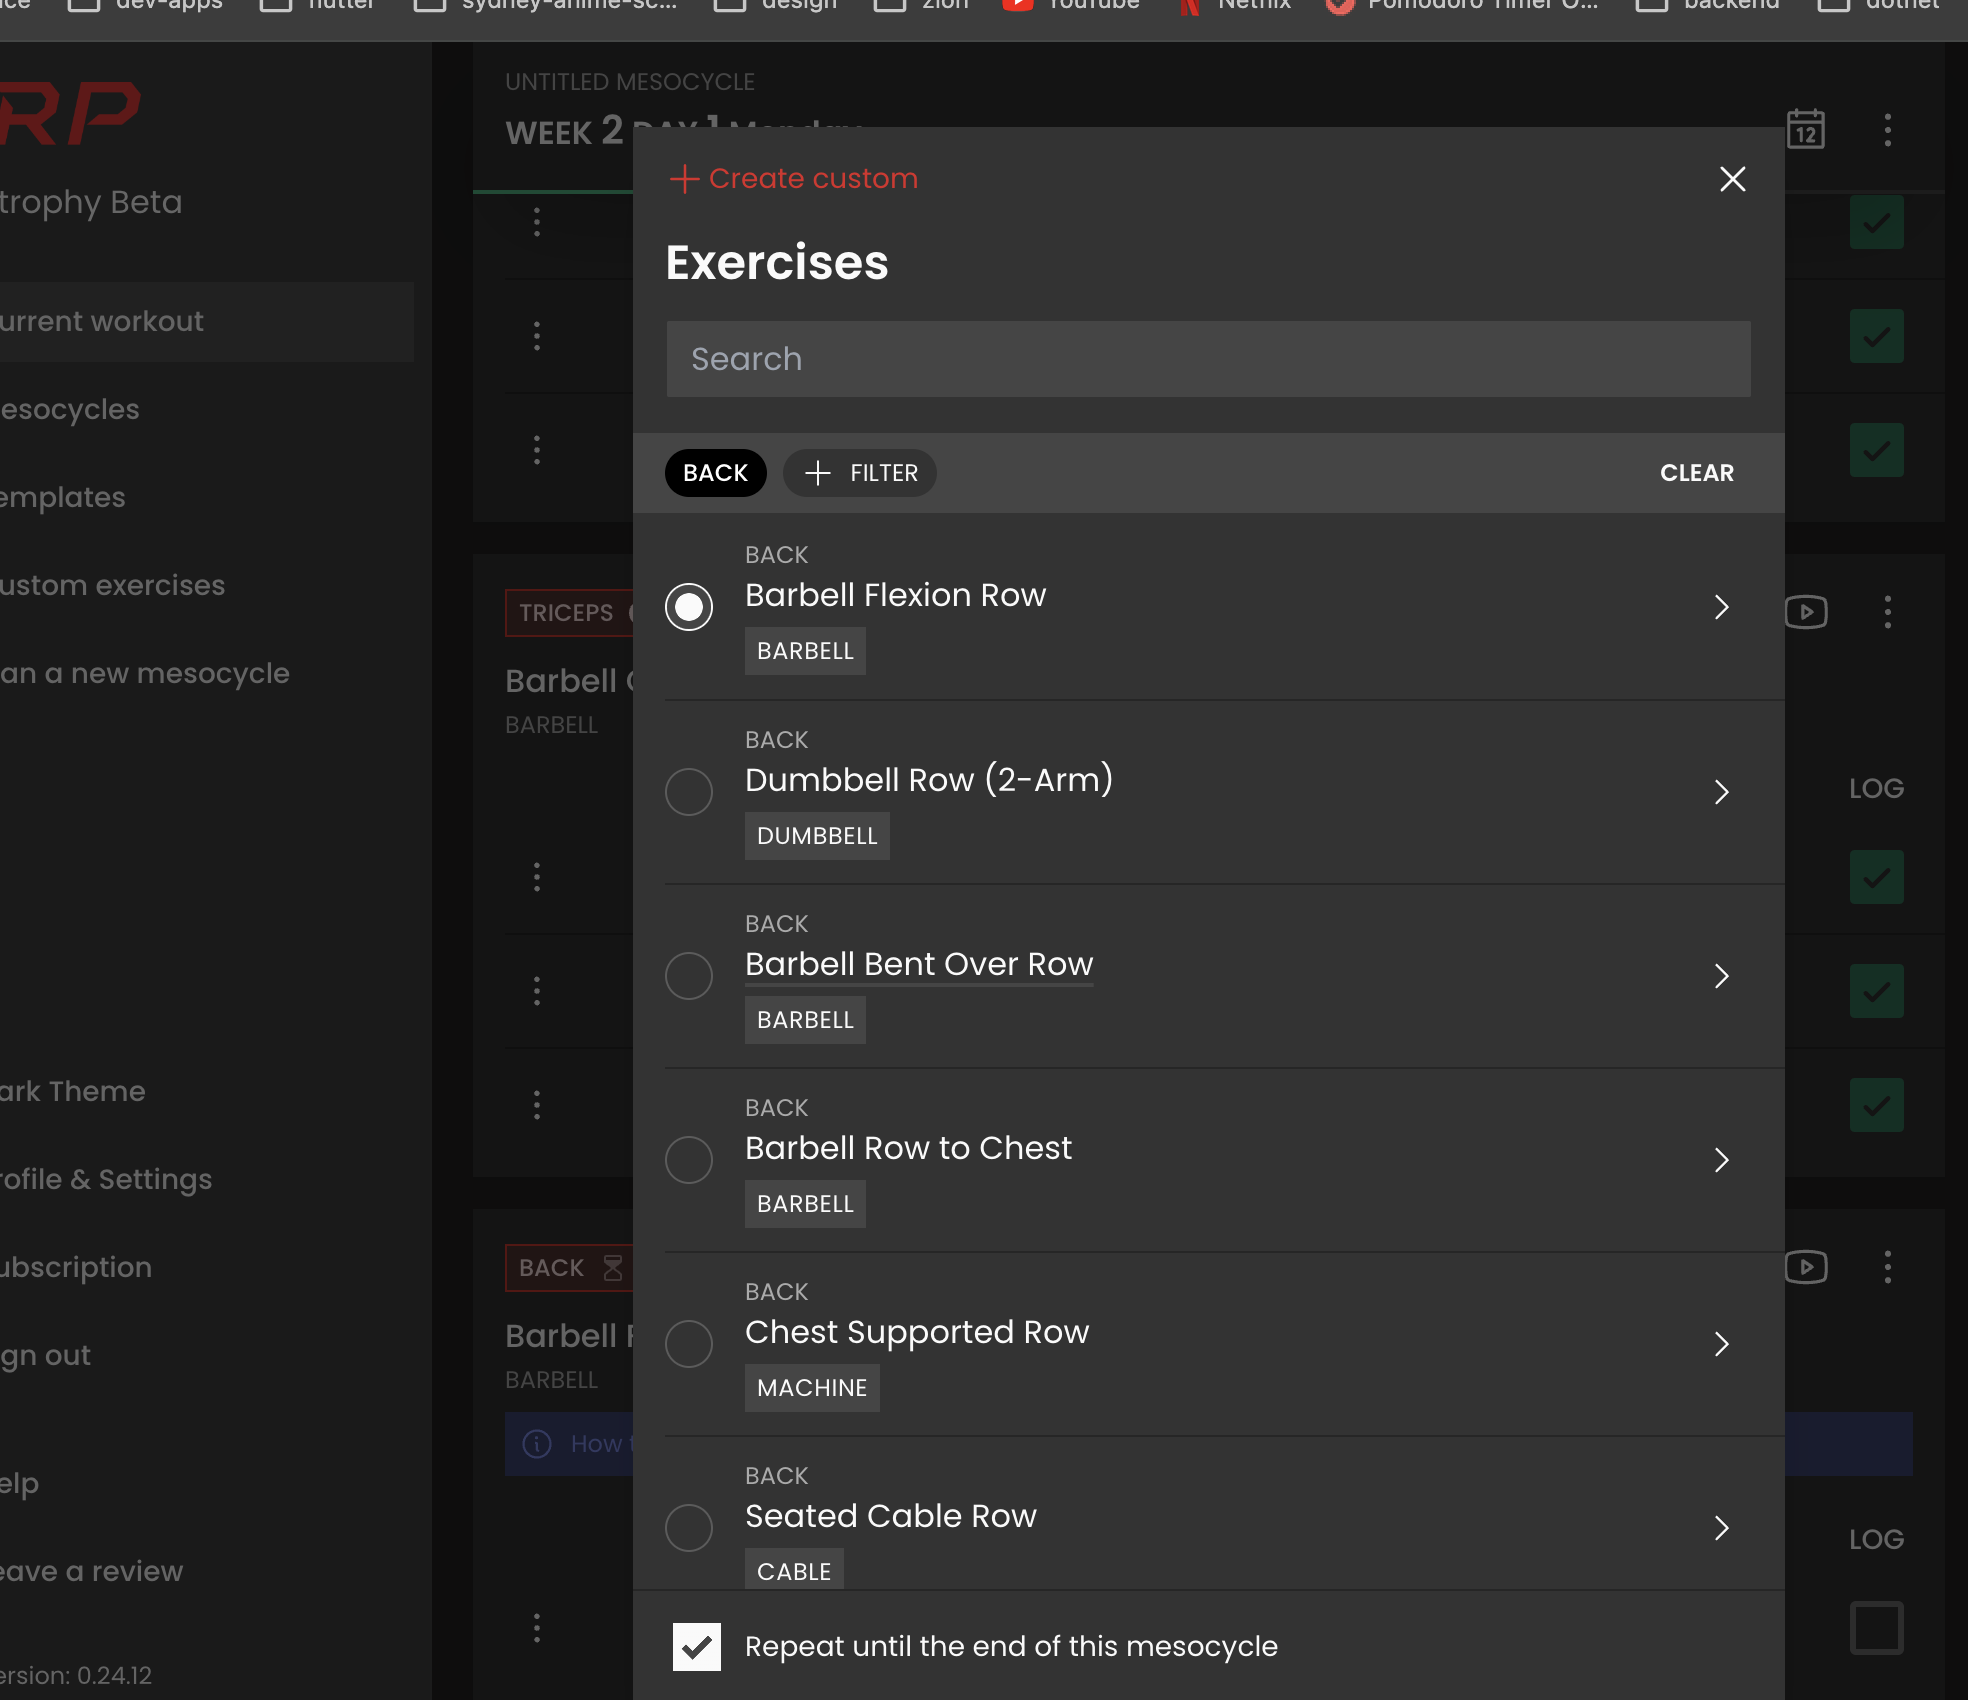 dev-apps
flutter
sydney-anime-sc...
design
zion
YouTube
Netflix
Pomodoro Timer O...
backend
dotnet
RP
trophy Beta
urrent workout
esocycles
emplates
ustom exercises
an a new mesocycle
ark Theme
rofile & Settings
ubscription
gn out
elp
eave a review
ersion: 0.24.12
UNTITLED MESOCYCLE
WEEK 2 DAY 1 Monday
12
TRICEPS
Barbell
BARBELL
LOG
BACK
Barbell
BARBELL
How
LOG
Create custom
Exercises
Search
BACK
FILTER
CLEAR
BACK
Barbell Flexion Row
BARBELL
BACK
Dumbbell Row (2-Arm)
DUMBBELL
BACK
Barbell Bent Over Row
BARBELL
BACK
Barbell Row to Chest
BARBELL
BACK
Chest Supported Row
MACHINE
BACK
Seated Cable Row
CABLE
Repeat until the end of this mesocycle